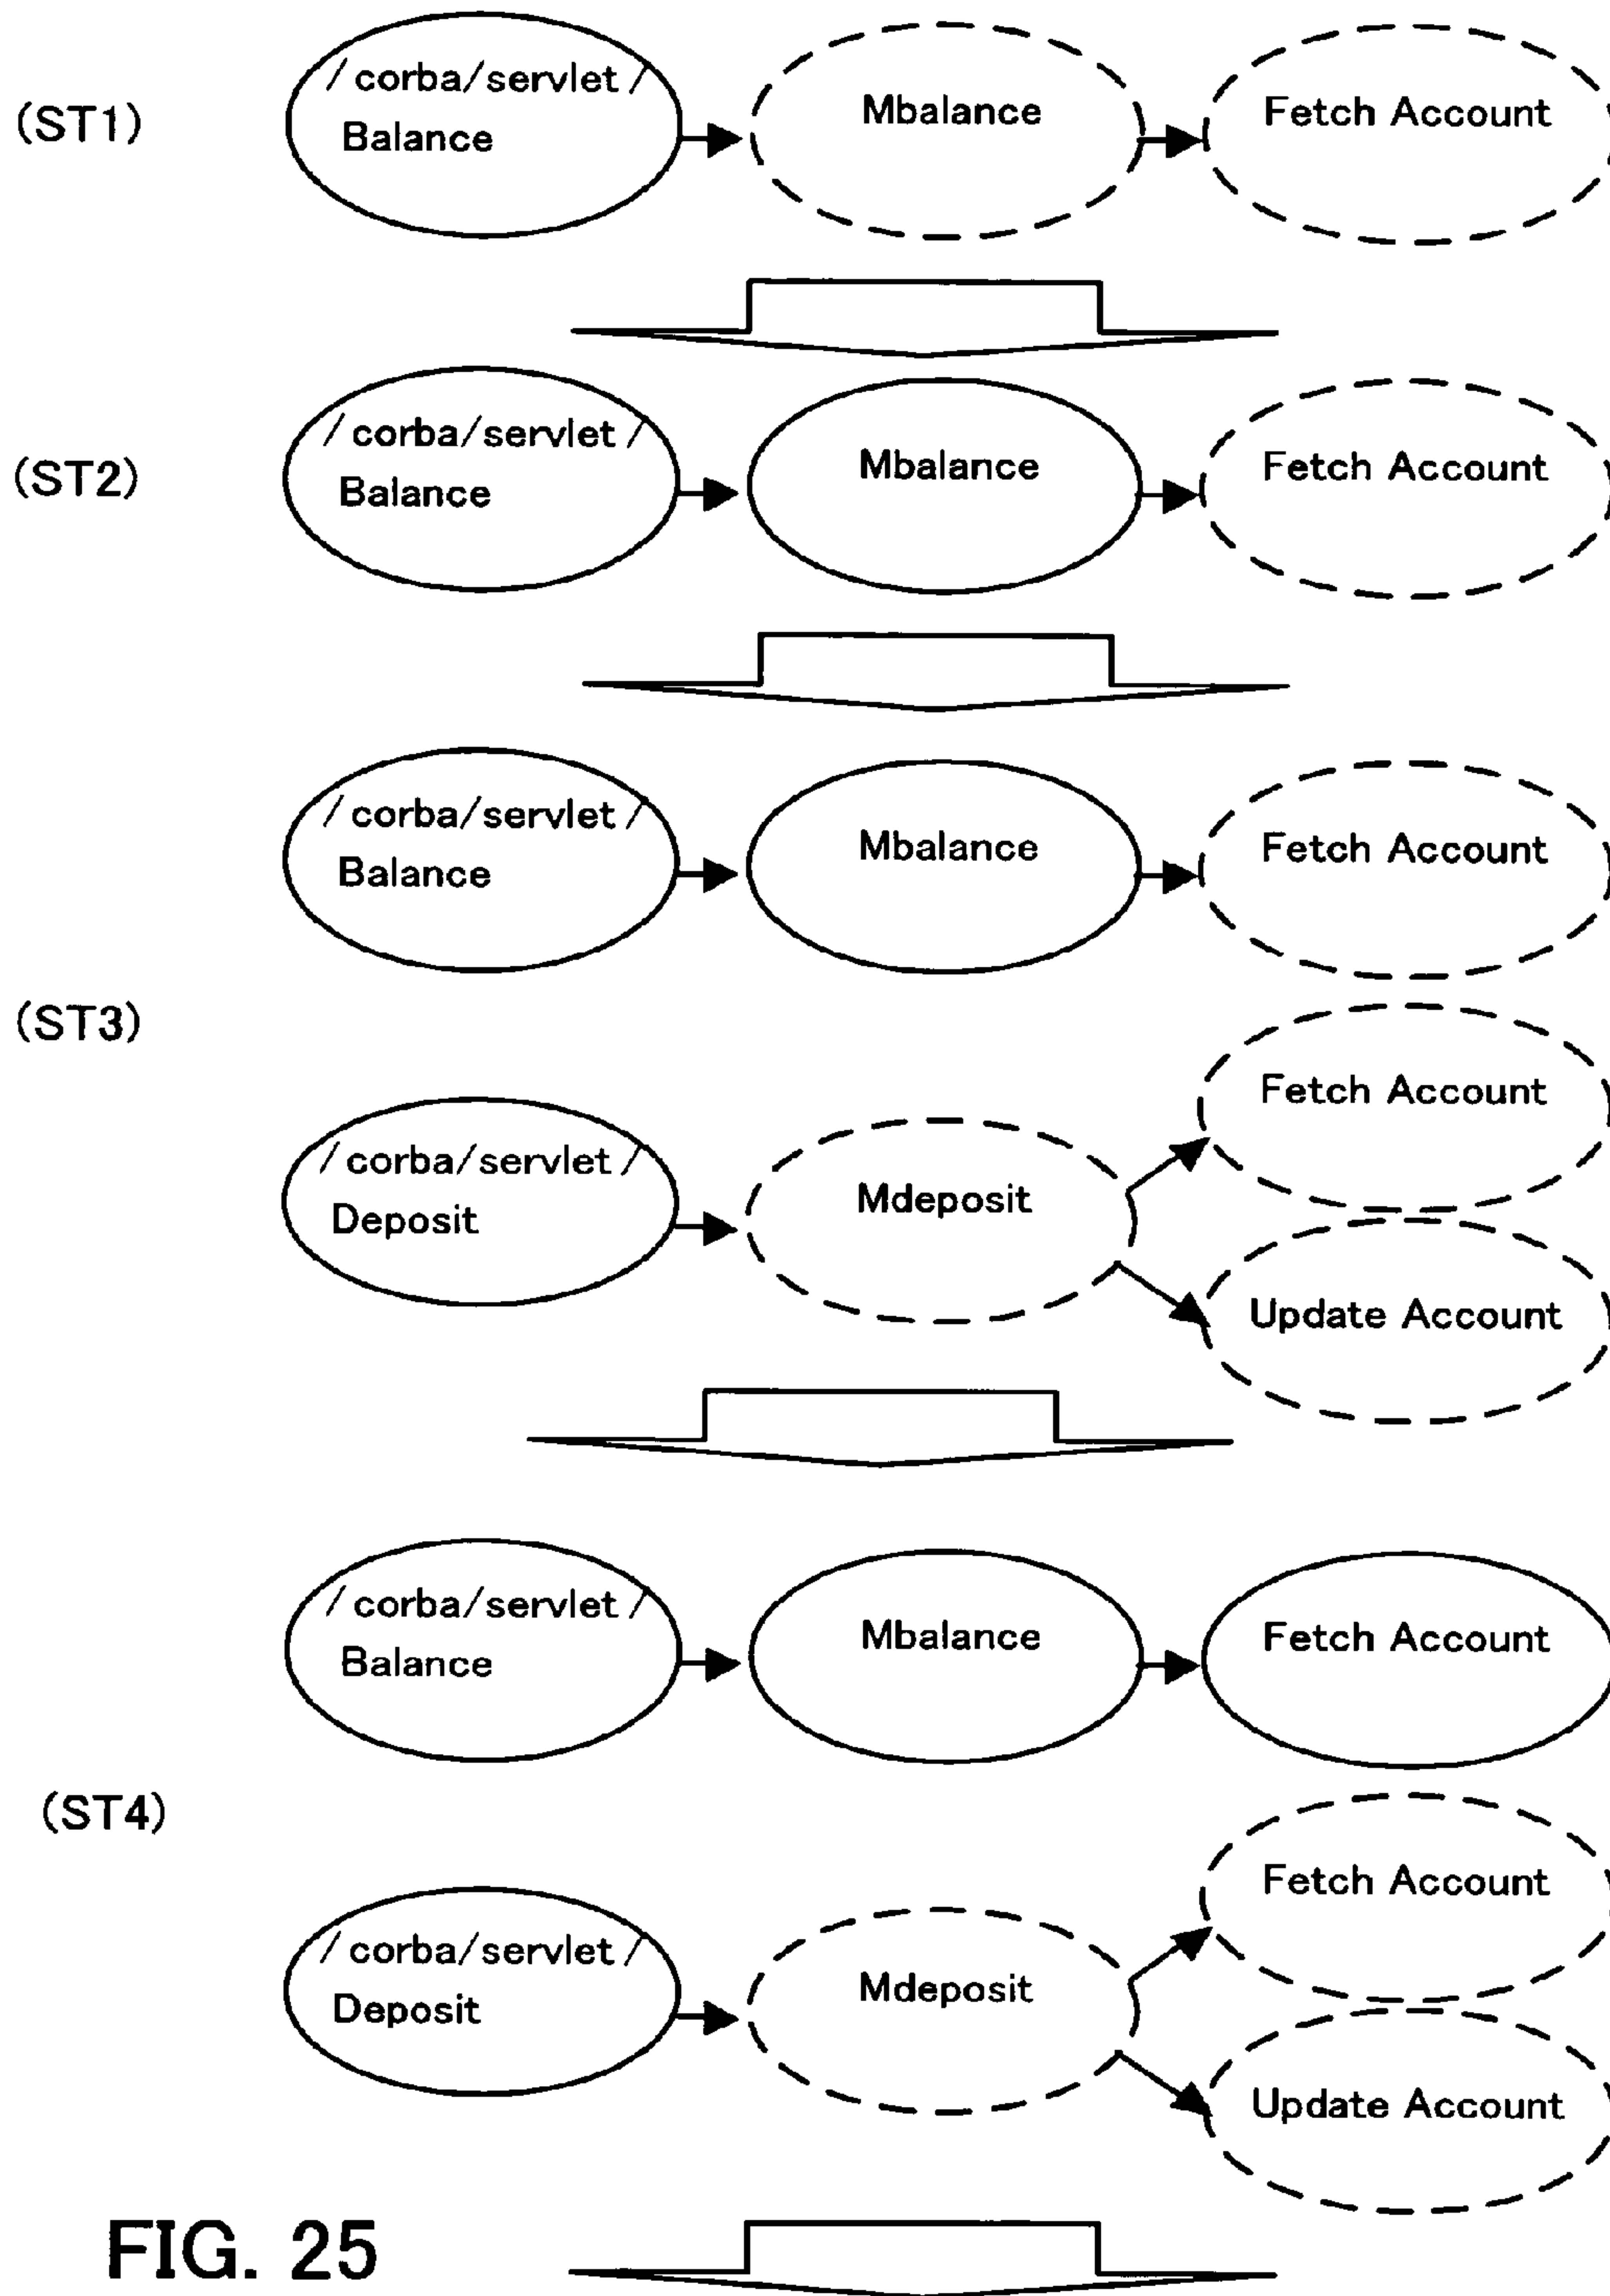 (ST1)
/corba/servlet/
Balance
Mbalance
Fetch Account
(ST2)
/corba/servlet/
Balance
Mbalance
Fetch Account
(ST3)
/corba/servlet/
Balance
Mbalance
Fetch Account
/corba/servlet/
Deposit
Mdeposit
Fetch Account
Update Account
(ST4)
/corba/servlet/
Balance
Mbalance
Fetch Account
/corba/servlet/
Deposit
Mdeposit
Fetch Account
Update Account
FIG. 25